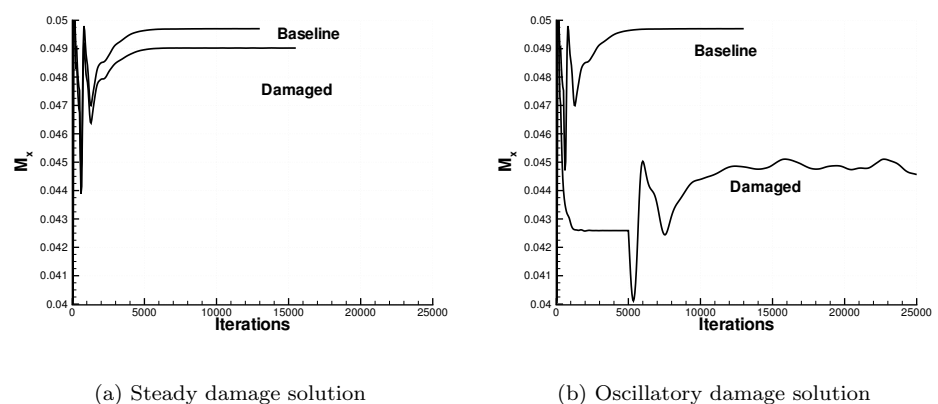 0.05
0.049
0.048
0.047
0.046
0.045
0.044
0.043
0.042
0.041
0.04
Mx
0 5000 10000 15000 20000 25000
Iterations
Baseline
Damaged
(a) Steady damage solution
0.05
0.049
0.048
0.047
0.046
0.045
0.044
0.043
0.042
0.041
0.04
Mx
0 5000 10000 15000 20000 25000
Iterations
Baseline
Damaged
(b) Oscillatory damage solution